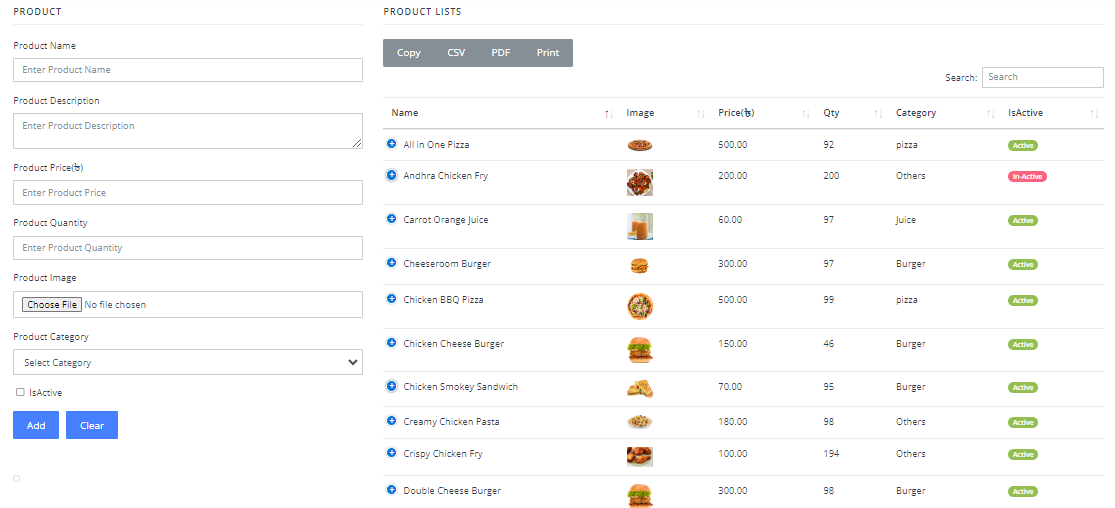 PRODUCT
Product Name
Enter Product Name
Product Description
Enter Product Description
Product Price(৳)
Enter Product Price
Product Quantity
Enter Product Quantity
Product Image
Choose File No file chosen
Product Category
Select Category
IsActive
Add Clear
PRODUCT LISTS
Copy CSV PDF Print
Search: Search
Name Image Price(৳) Qty Category IsActive
All in One Pizza 500.00 92 pizza Active
Andhra Chicken Fry 200.00 200 Others In-Active
Carrot Orange Juice 60.00 97 Juice Active
Cheeseroom Burger 300.00 97 Burger Active
Chicken BBQ Pizza 500.00 99 pizza Active
Chicken Cheese Burger 150.00 46 Burger Active
Chicken Smokey Sandwich 70.00 95 Burger Active
Creamy Chicken Pasta 180.00 98 Others Active
Crispy Chicken Fry 100.00 194 Others Active
Double Cheese Burger 300.00 98 Burger Active